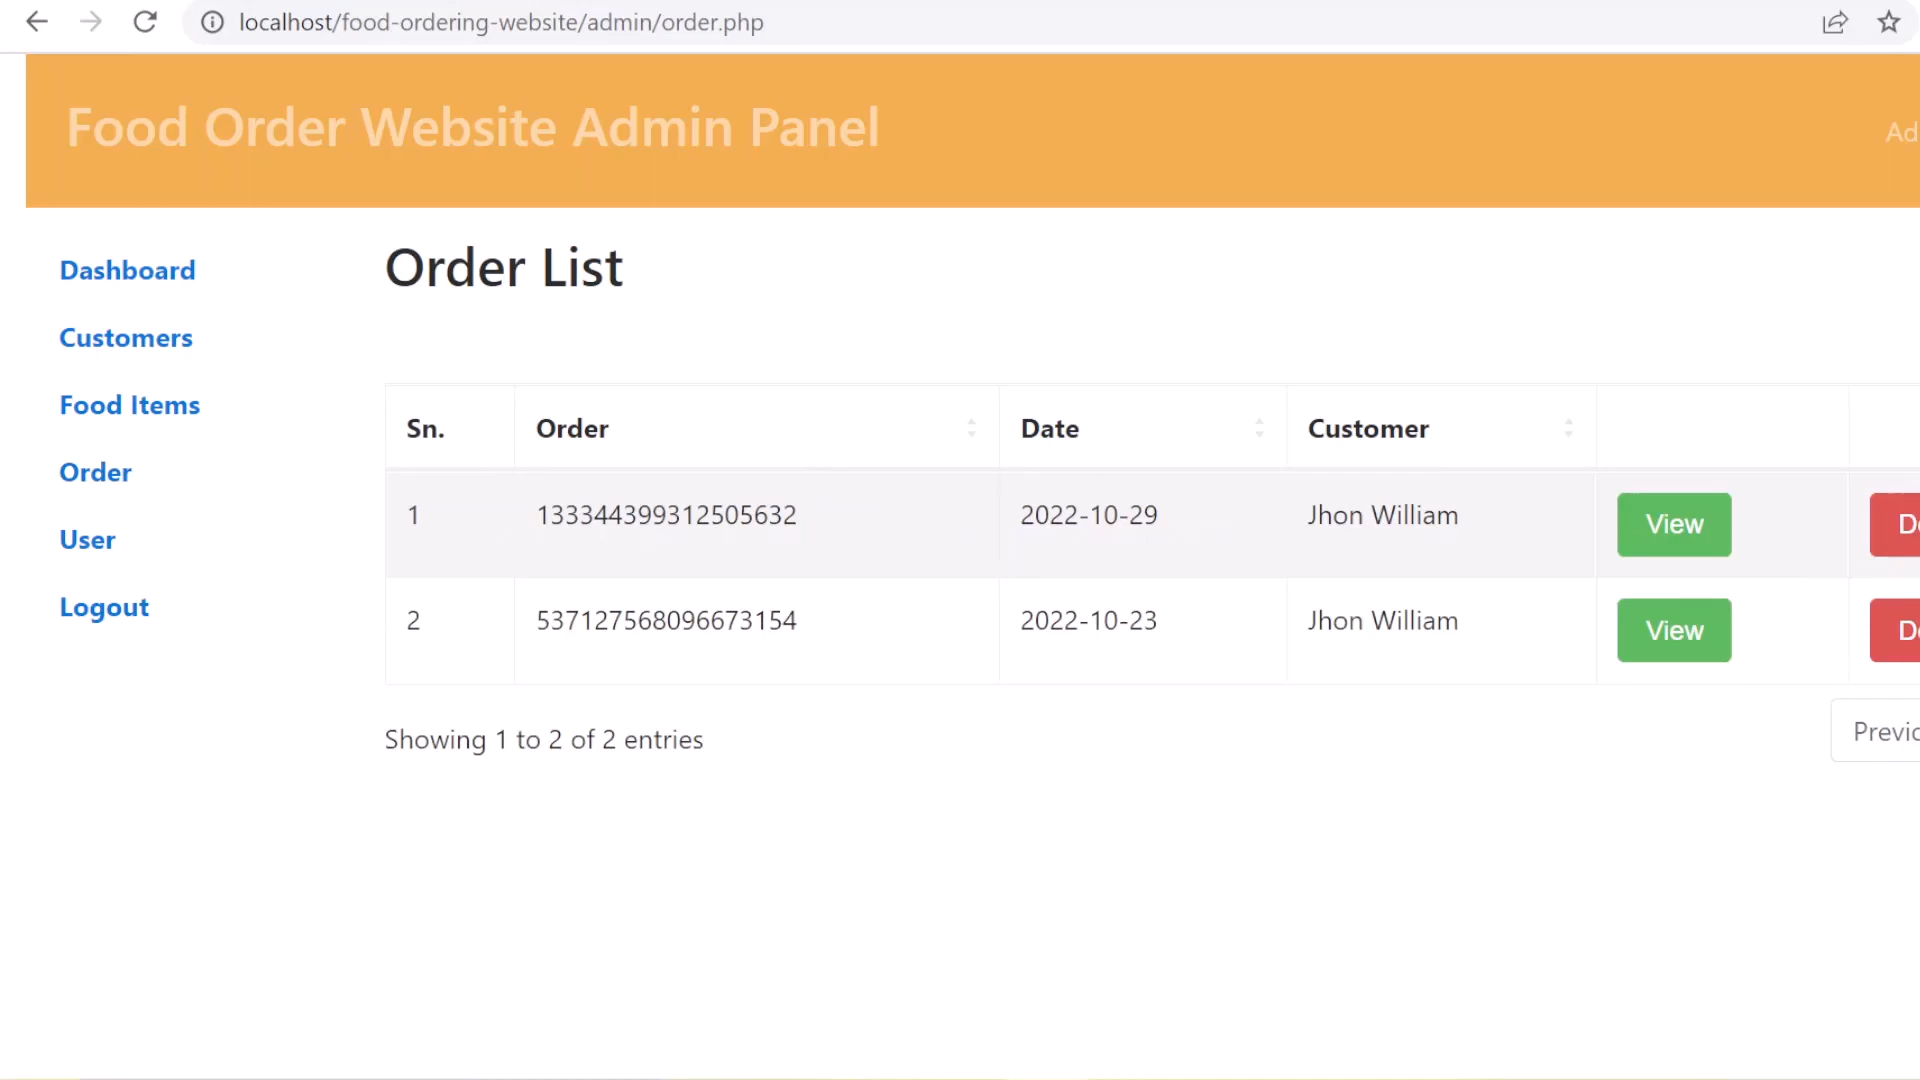 localhost/food-ordering-website/admin/order.php
Food Order Website Admin Panel
Ad
Dashboard
Customers
Food Items
Order
User
Logout
Order List
Sn. Order Date Customer
1 133344399312505632 2022-10-29 Jhon William View
2 537127568096673154 2022-10-23 Jhon William View
Showing 1 to 2 of 2 entries